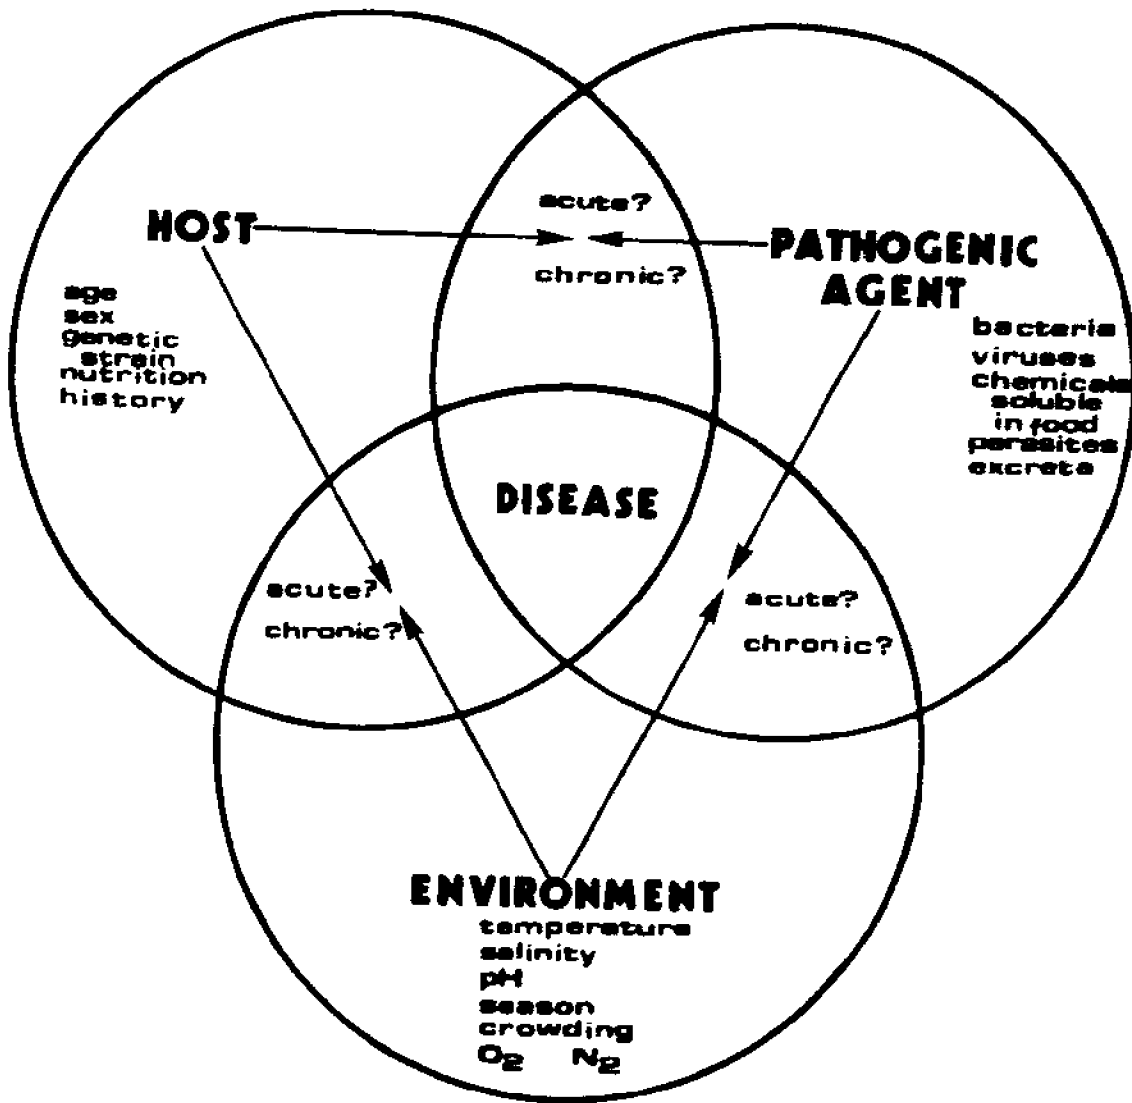 acute?
HOST
PATHOGENIC
AGENT
chronic?
age
sex
genetic
strain
nutrition
history
bacteria
viruses
chemicals
soluble
in food
parasites
excreta
DISEASE
acute?
chronic?
acute?
chronic?
ENVIRONMENT
temperature
salinity
pH
season
crowding
O2 N2